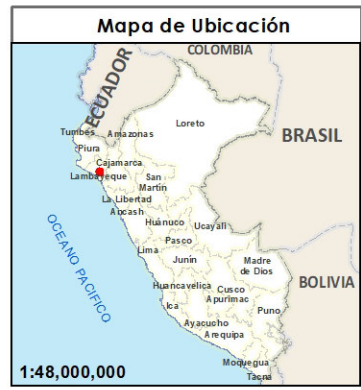 Mapa de Ubicación
COLOMBIA
ECUADOR
Loreto
Tumbes
Amazonas
Piura
BRASIL
Cajamarca
Lambayeque
San
Martín
La Libertad
Ancash
Huánuco
Ucayali
OCEANO PACIFICO
Pasco
Lima
Junín
Madre
de Dios
BOLIVIA
Huancavelica
Cusco
Apurimac
Ica
Puno
Ayacucho
Arequipa
Moquegua
Tacna
1:48,000,000